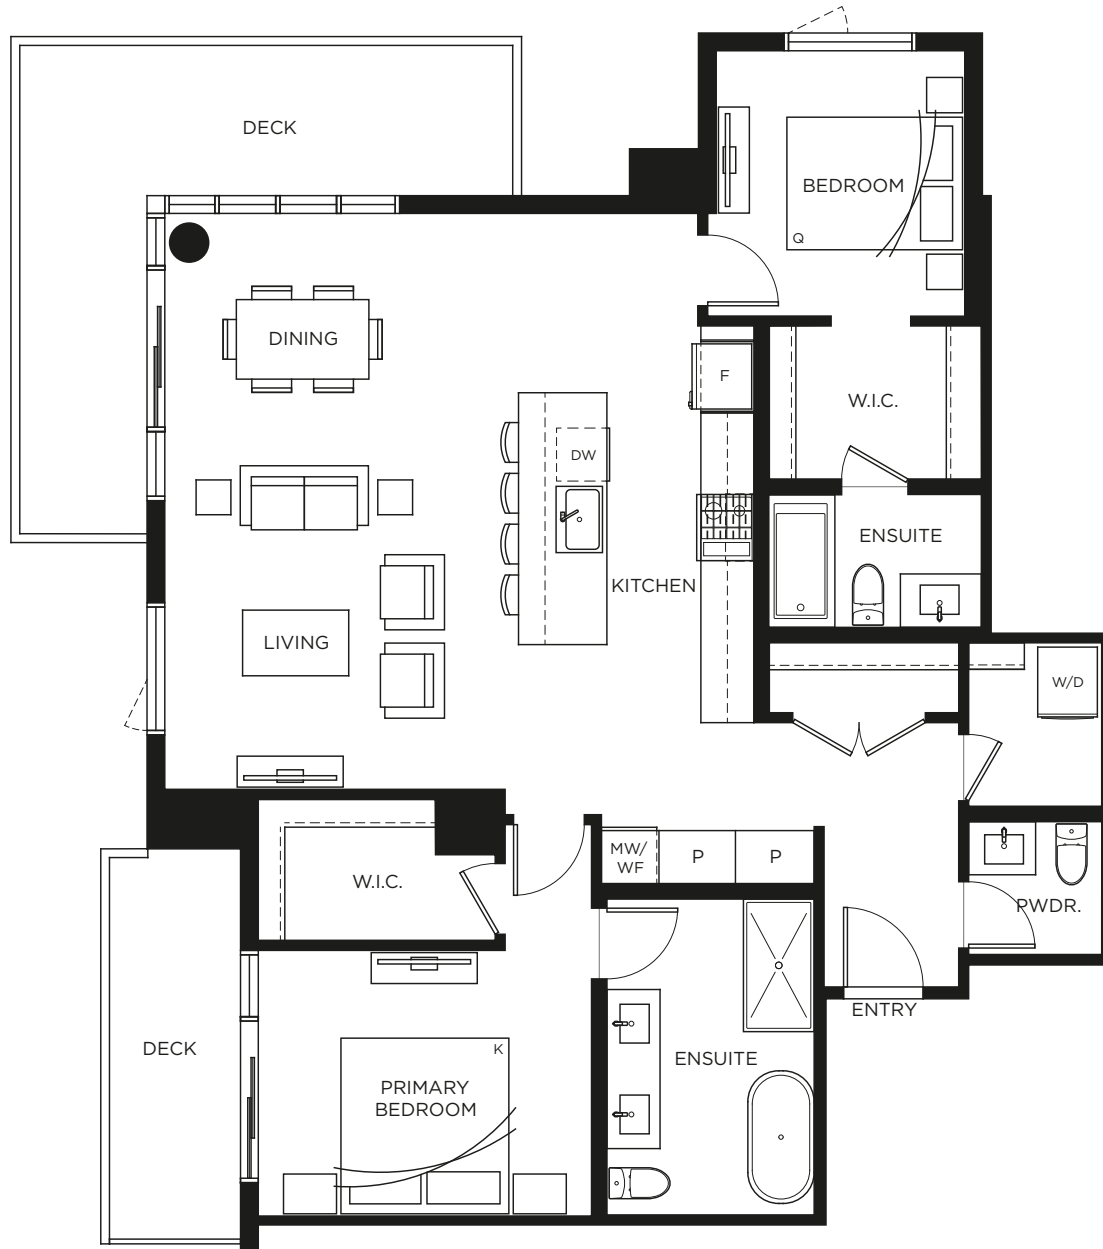 DECK
BEDROOM
Q
DINING
F
W.I.C.
DW
ENSUITE
KITCHEN
LIVING
W/D
MW/
WF
P
P
W.I.C.
PWDR.
ENTRY
DECK
K
ENSUITE
PRIMARY
BEDROOM